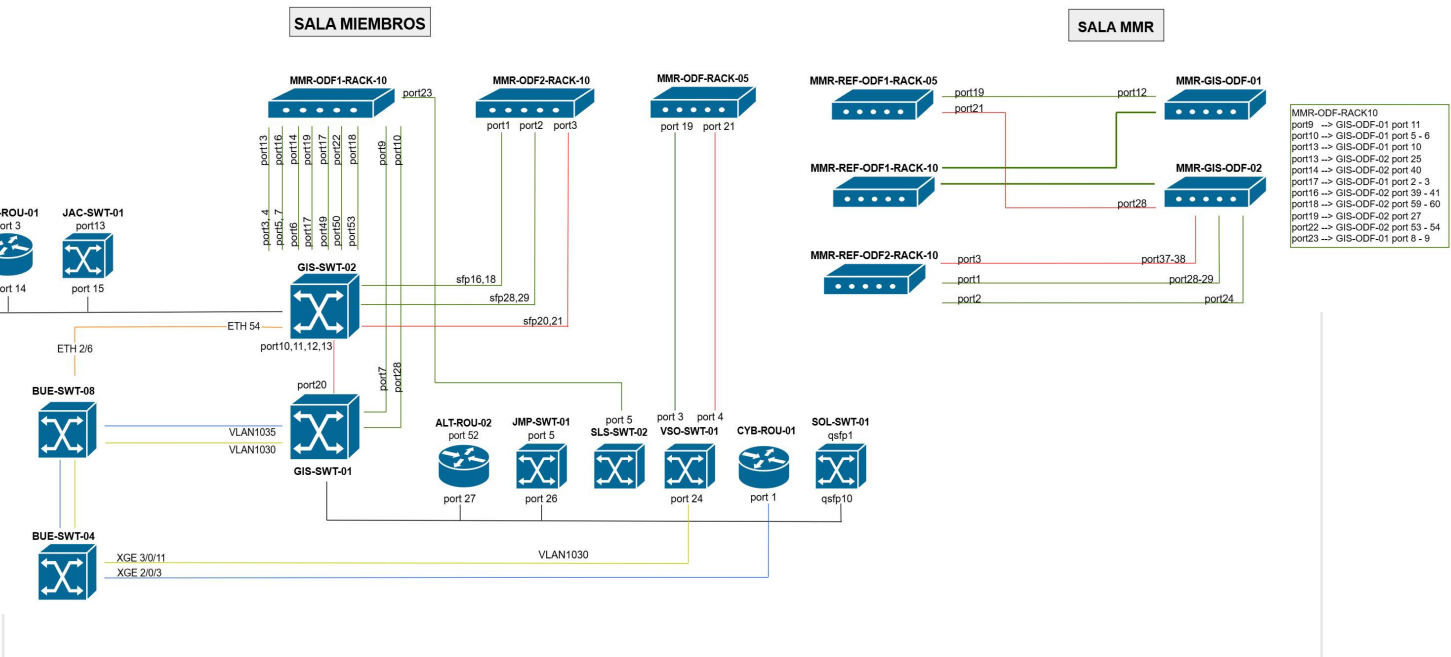 SALA MIEMBROS
SALA MMR
MMR-ODF1-RACK-10
port23
MMR-ODF2-RACK-10
port1 port2 port3
MMR-ODF-RACK-05
port 19 port 21
MMR-REF-ODF1-RACK-05
port19
port21
port12
MMR-GIS-ODF-01
MMR-REF-ODF1-RACK-10
MMR-GIS-ODF-02
port28
MMR-REF-ODF2-RACK-10
port3
port37-38
port1
port28-29
port2
port24
MMR-ODF-RACK10
port9 --> GIS-ODF-01 port 11
port10 --> GIS-ODF-01 port 5 - 6
port13 --> GIS-ODF-01 port 10
port13 --> GIS-ODF-02 port 25
port14 --> GIS-ODF-02 port 40
port17 --> GIS-ODF-01 port 2 - 3
port16 --> GIS-ODF-02 port 39 - 41
port18 --> GIS-ODF-02 port 59 - 60
port19 --> GIS-ODF-02 port 27
port22 --> GIS-ODF-02 port 53 - 54
port23 --> GIS-ODF-01 port 8 - 9
port13
port16
port14
port19
port17
port22
port18
port9
port10
port3, 4
port5, 7
port6
port17
port49
port50
port53
-ROU-01
ort 3
ort 14
JAC-SWT-01
port13
port 15
GIS-SWT-02
sfp16,18
sfp28,29
sfp20,21
ETH 54
port10,11,12,13
ETH 2/6
port20
port7
port28
BUE-SWT-08
VLAN1035
VLAN1030
GIS-SWT-01
ALT-ROU-02
port 52
port 27
JMP-SWT-01
port 5
port 26
port 5
SLS-SWT-02
port 3 port 4
VSO-SWT-01
port 24
CYB-ROU-01
port 1
SOL-SWT-01
qsfp1
qsfp10
BUE-SWT-04
XGE 3/0/11
VLAN1030
XGE 2/0/3